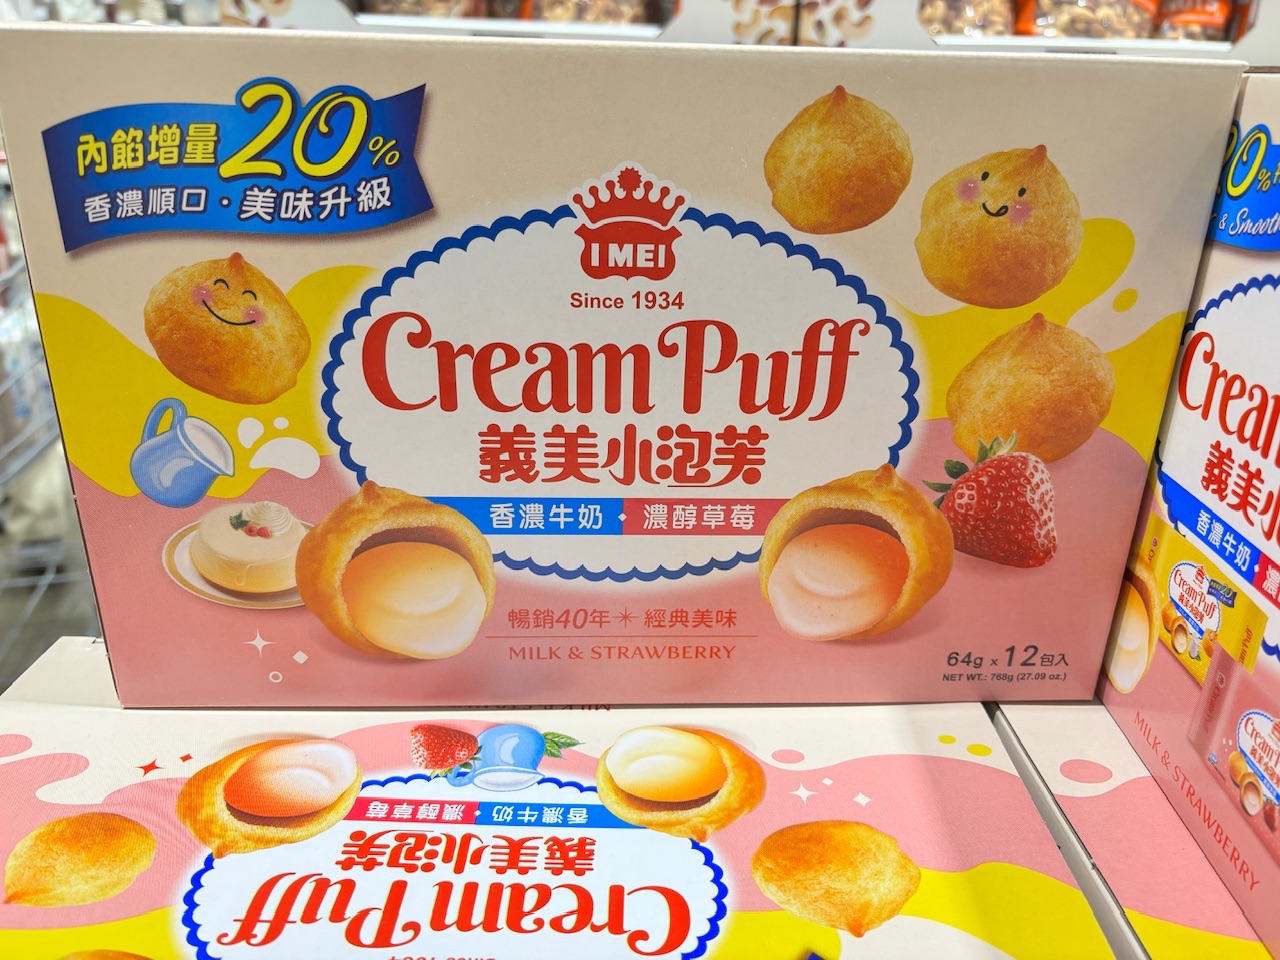 內餡增量20%
香濃順口・美味升級
I MEI
Since 1934
Cream Puff
義美小泡芙
香濃牛奶・濃醇草莓
暢銷40年＊經典美味
MILK & STRAWBERRY
64g x 12包入
NET WT.: 768g (27.09 oz.)
香濃牛奶・濃醇草莓
義美小泡芙
Cream Puff
0%
& Smooth
Crea
義美小
香濃牛奶
Cream Puff
MILK & STRAWBERRY